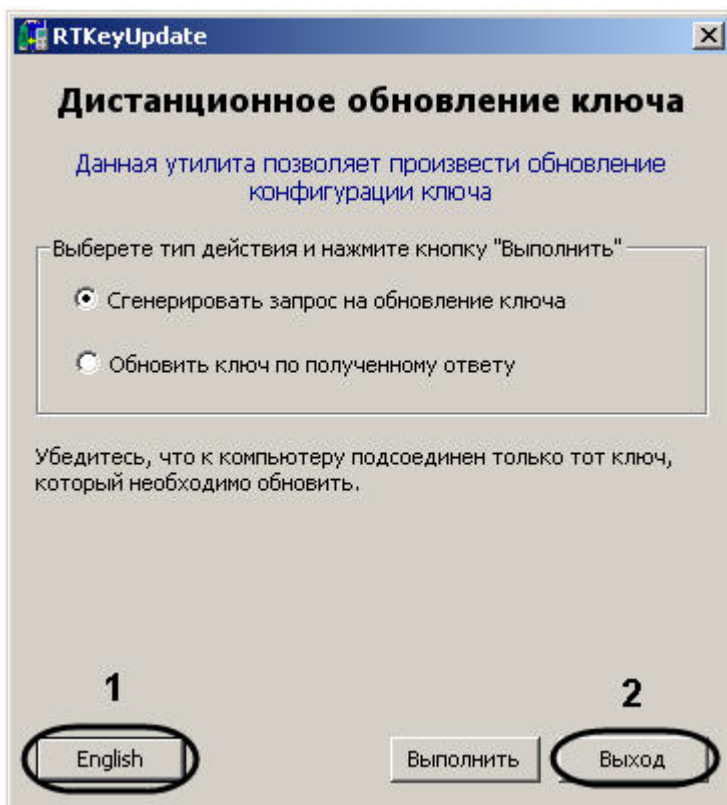 RTKeyUpdate
Дистанционное обновление ключа
Данная утилита позволяет произвести обновление
конфигурации ключа
Выберете тип действия и нажмите кнопку "Выполнить"
Сгенерировать запрос на обновление ключа
Обновить ключ по полученному ответу
Убедитесь, что к компьютеру подсоединен только тот ключ,
который необходимо обновить.
1 2
English Выполнить Выход